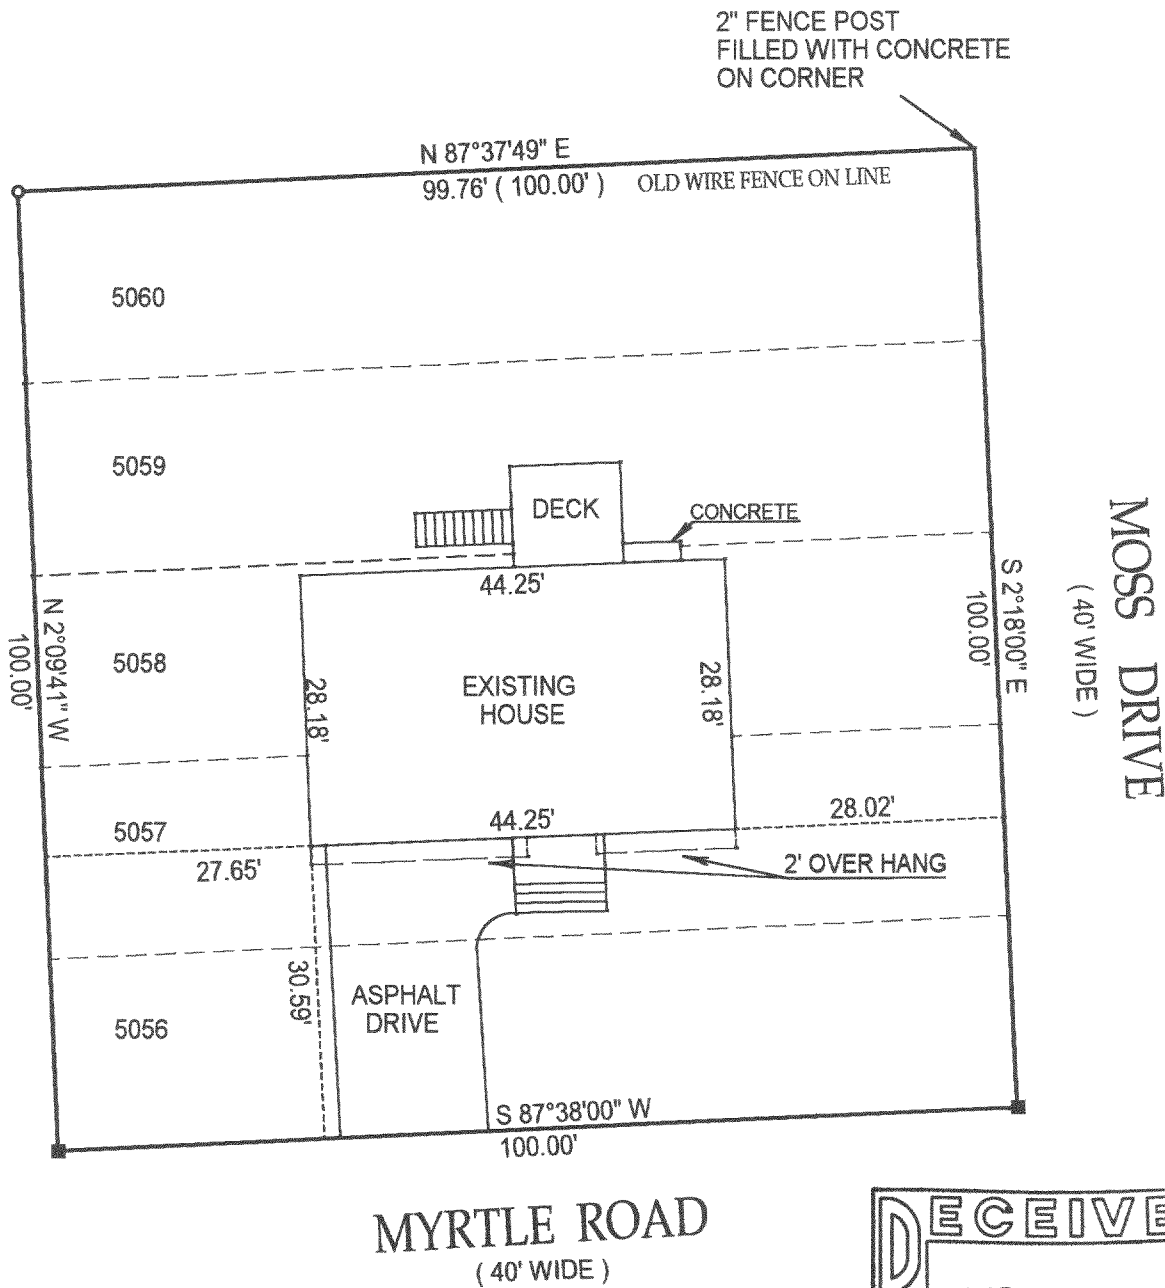 2" FENCE POST
FILLED WITH CONCRETE
ON CORNER
N 87°37'49" E
99.76' ( 100.00' )
OLD WIRE FENCE ON LINE
5060
5059
DECK
CONCRETE
44.25'
MOSS DRIVE
( 40' WIDE )
S 2°18'00" E
100.00'
N 2°09'41" W
100.00'
5058
28.18'
EXISTING
HOUSE
28.18'
5057
44.25'
28.02'
27.65'
2' OVER HANG
30.59'
ASPHALT
DRIVE
5056
S 87°38'00" W
100.00'
MYRTLE ROAD
( 40' WIDE )